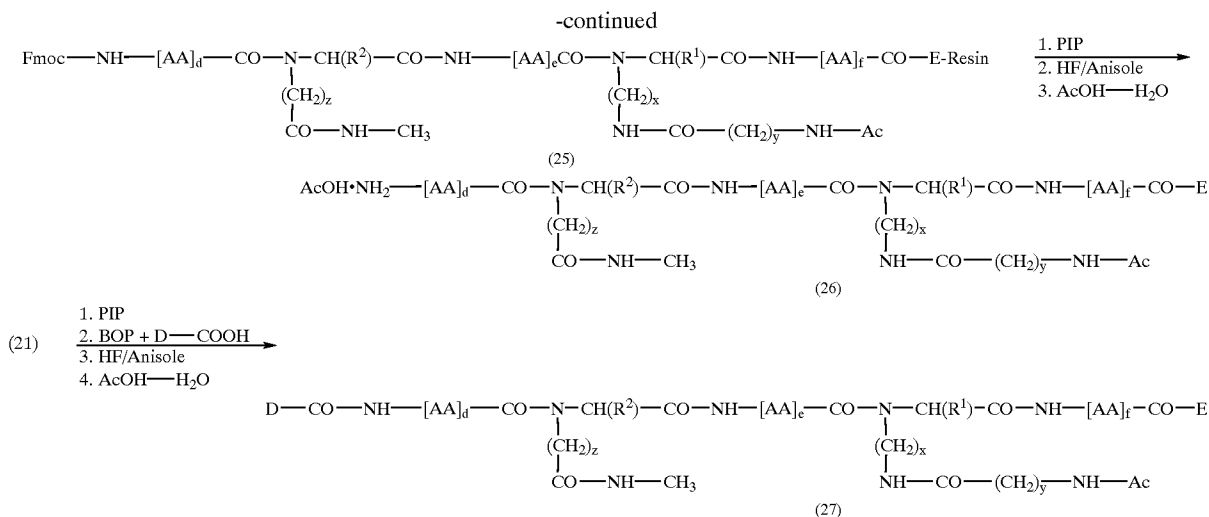 -continued
Fmoc—NH—[AA]d—CO—N—CH(R²)—CO—NH—[AA]eCO—N—CH(R¹)—CO—NH—[AA]f—CO—E-Resin
1. PIP
2. HF/Anisole
3. AcOH—H₂O
(CH₂)z
(CH₂)x
CO—NH—CH₃
NH—CO—(CH₂)y—NH—Ac
(25)
AcOH•NH₂—[AA]d—CO—N—CH(R²)—CO—NH—[AA]e—CO—N—CH(R¹)—CO—NH—[AA]f—CO—E
(CH₂)z
(CH₂)x
CO—NH—CH₃
NH—CO—(CH₂)y—NH—Ac
(26)
(21)
1. PIP
2. BOP + D—COOH
3. HF/Anisole
4. AcOH—H₂O
D—CO—NH—[AA]d—CO—N—CH(R²)—CO—NH—[AA]e—CO—N—CH(R¹)—CO—NH—[AA]f—CO—E
(CH₂)z
(CH₂)x
CO—NH—CH₃
NH—CO—(CH₂)y—NH—Ac
(27)